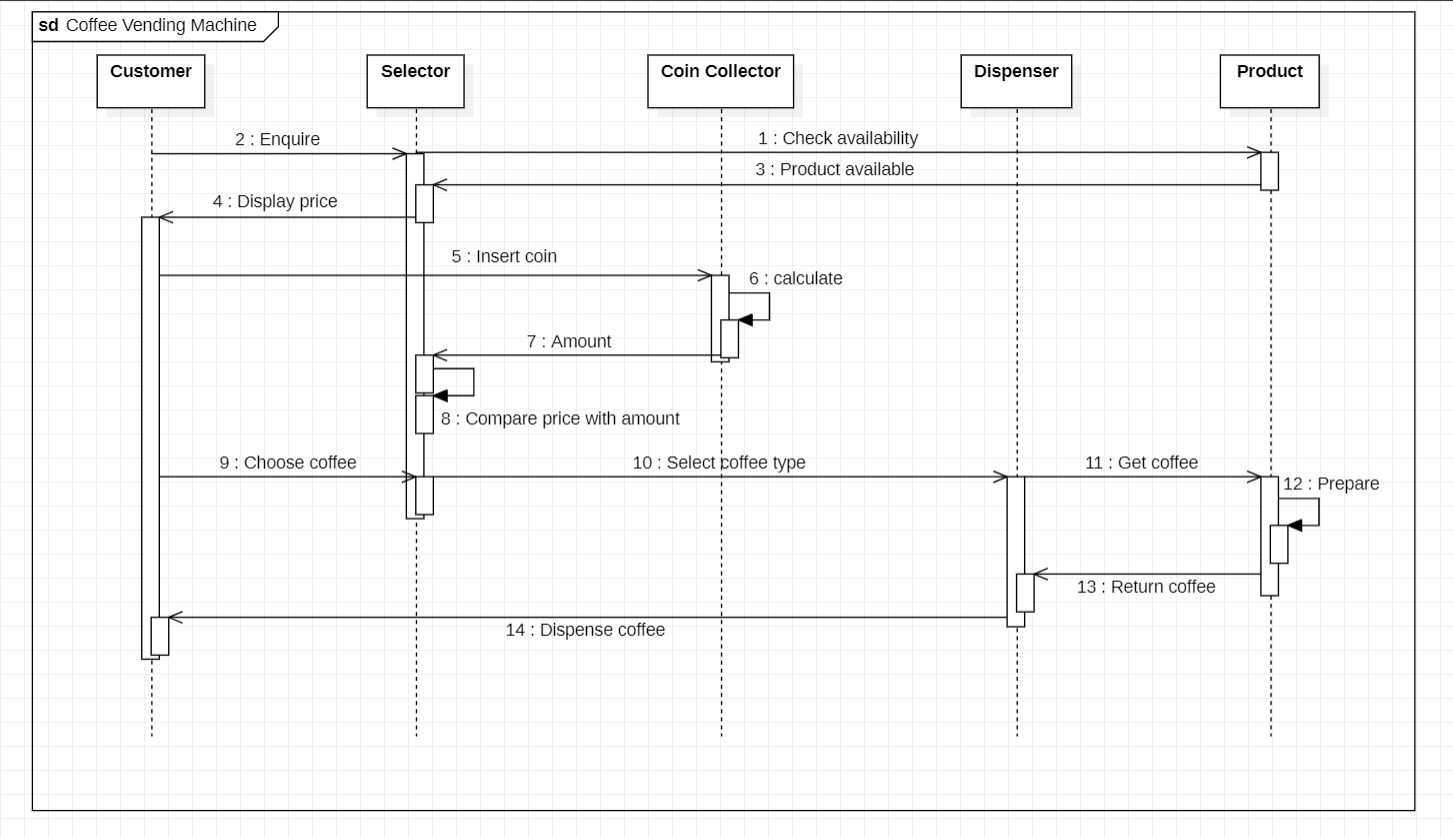 sd Coffee Vending Machine
Customer
Selector
Coin Collector
Dispenser
Product
2 : Enquire
1 : Check availability
3 : Product available
4 : Display price
5 : Insert coin
6 : calculate
7 : Amount
8 : Compare price with amount
9 : Choose coffee
10 : Select coffee type
11 : Get coffee
12 : Prepare
13 : Return coffee
14 : Dispense coffee